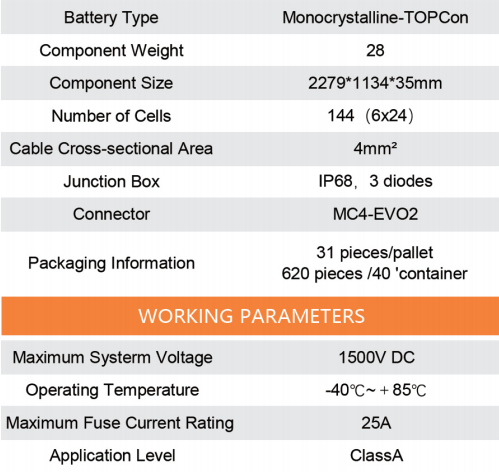 Battery Type Monocrystalline-TOPCon
Component Weight 28
Component Size 2279*1134*35mm
Number of Cells 144（6x24）
Cable Cross-sectional Area 4mm²
Junction Box IP68，3 diodes
Connector MC4-EVO2
Packaging Information 31 pieces/pallet
620 pieces /40 'container
WORKING PARAMETERS
Maximum Systerm Voltage 1500V DC
Operating Temperature -40℃~＋85℃
Maximum Fuse Current Rating 25A
Application Level ClassA